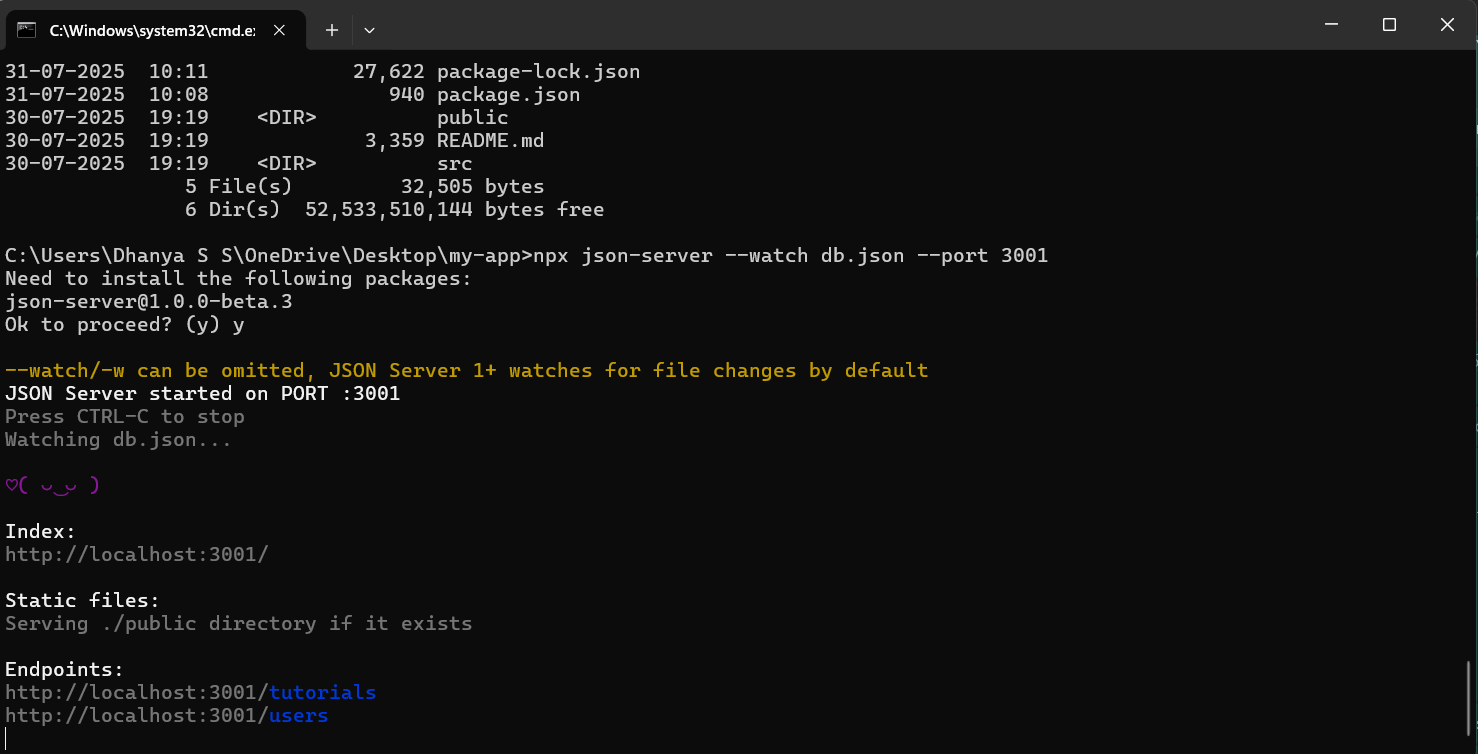 C:\Windows\system32\cmd.e
31-07-2025  10:11            27,622 package-lock.json
31-07-2025  10:08               940 package.json
30-07-2025  19:19    <DIR>          public
30-07-2025  19:19             3,359 README.md
30-07-2025  19:19    <DIR>          src
               5 File(s)         32,505 bytes
               6 Dir(s)  52,533,510,144 bytes free
C:\Users\Dhanya S S\OneDrive\Desktop\my-app>npx json-server --watch db.json --port 3001
Need to install the following packages:
json-server@1.0.0-beta.3
Ok to proceed? (y) y
--watch/-w can be omitted, JSON Server 1+ watches for file changes by default
JSON Server started on PORT :3001
Press CTRL-C to stop
Watching db.json...
♡( ◡‿◡ )
Index:
http://localhost:3001/
Static files:
Serving ./public directory if it exists
Endpoints:
http://localhost:3001/tutorials
http://localhost:3001/users